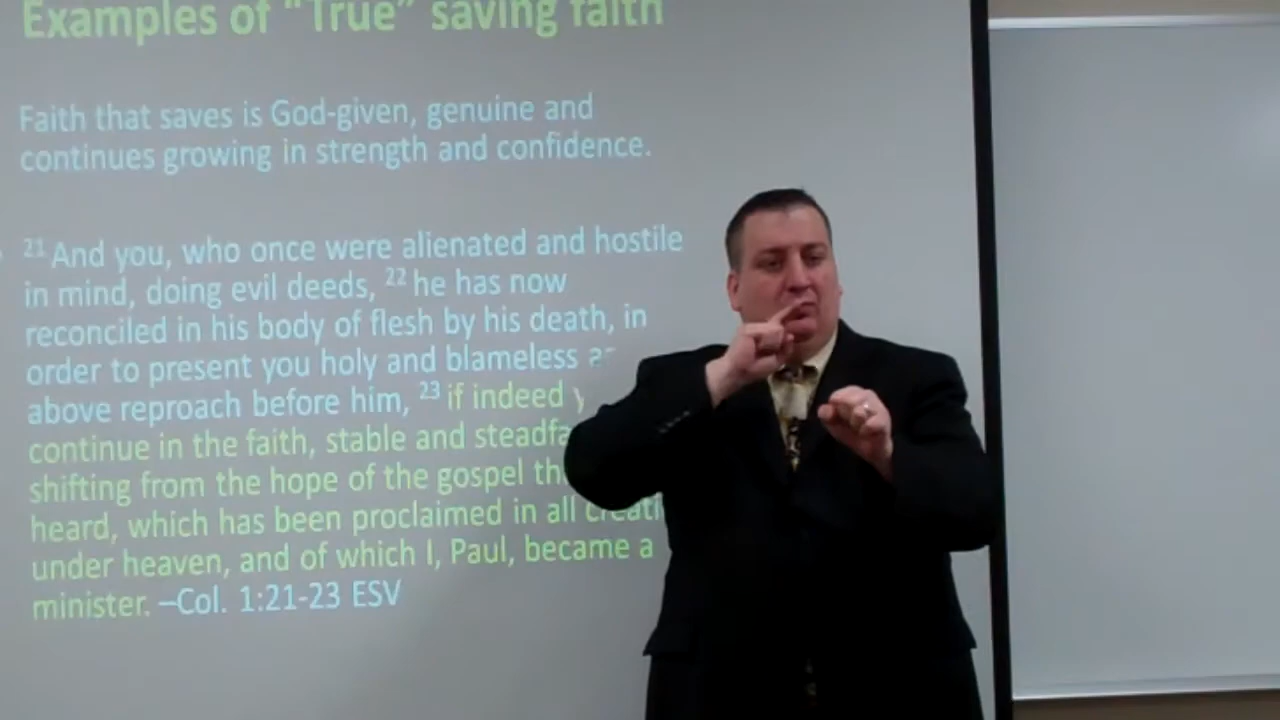 Examples of "True" saving faith
Faith that saves is God-given, genuine and
continues growing in strength and confidence.
21 And you, who once were alienated and hostile
in mind, doing evil deeds, 22 he has now
reconciled in his body of flesh by his death, in
order to present you holy and blameless
above reproach before him, 23 if indeed
continue in the faith, stable and
shifting from the hope of the gospel
heard, which has been proclaimed in all
under heaven, and of which I, Paul, became a
minister. –Col. 1:21-23 ESV